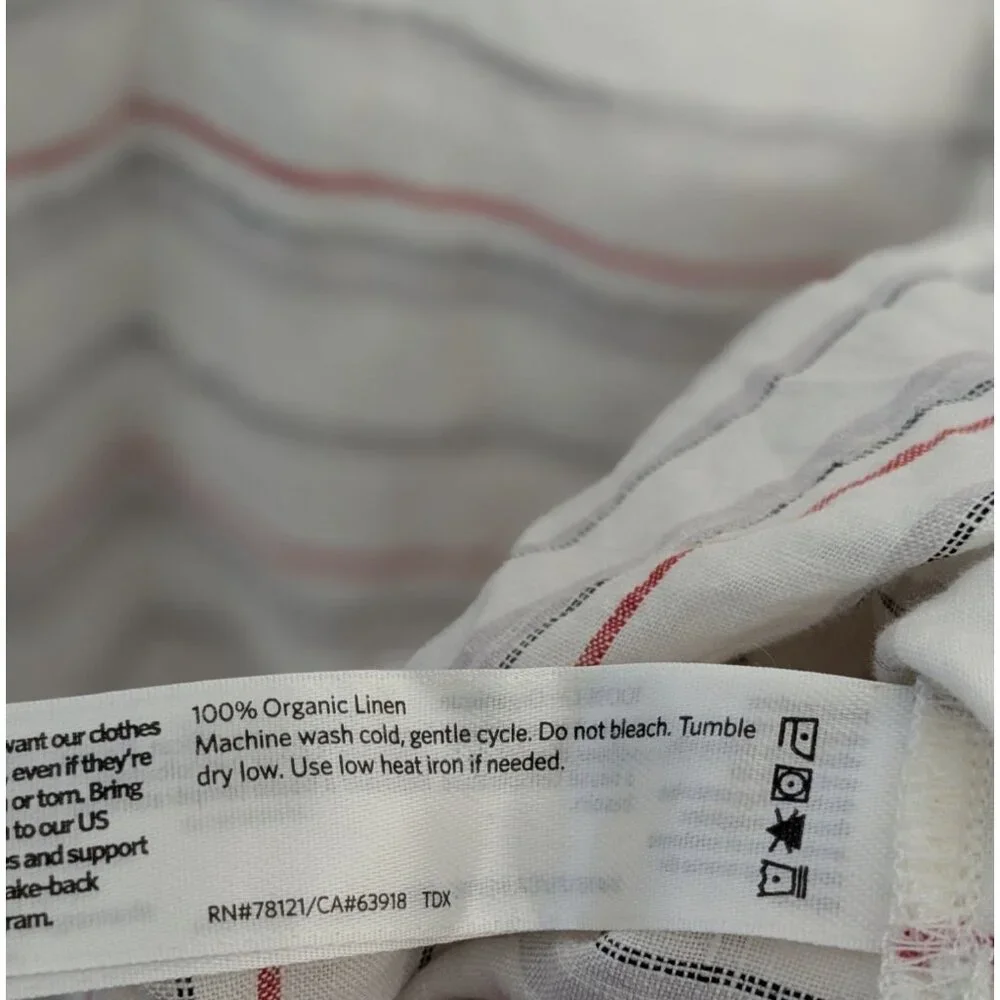 want our clothes
even if they're
or torn. Bring
to our US
and support
ake-back
ram.
100% Organic Linen
Machine wash cold, gentle cycle. Do not bleach. Tumble
dry low. Use low heat iron if needed.
RN#78121/CA#63918 TDX